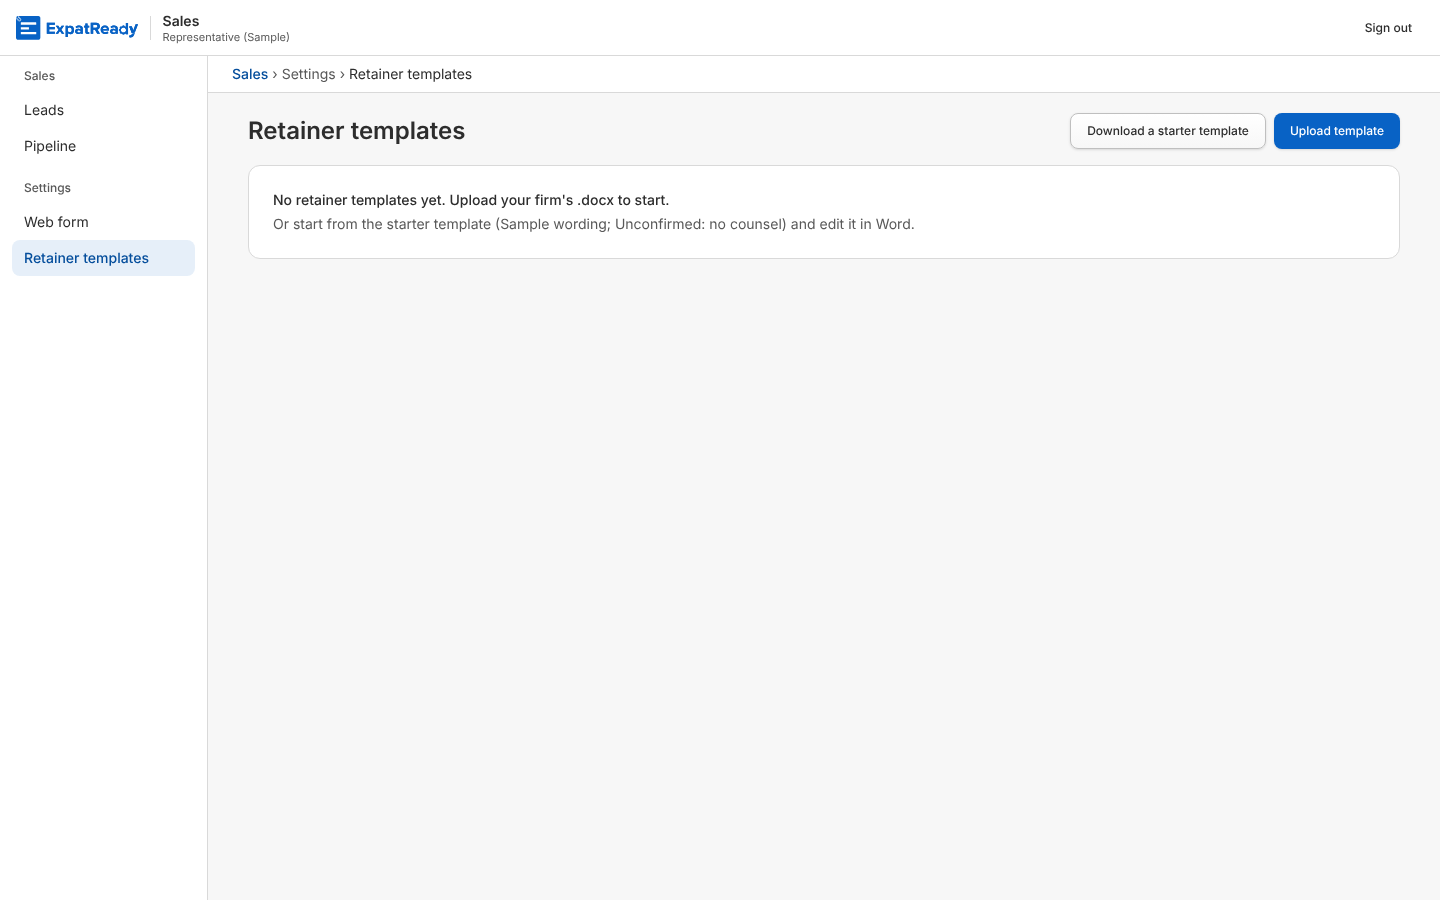 ExpatReady
Sales
Representative (Sample)
Sign out
Sales
Leads
Pipeline
Settings
Web form
Retainer templates
Sales › Settings › Retainer templates
Retainer templates
Download a starter template
Upload template
No retainer templates yet. Upload your firm's .docx to start.
Or start from the starter template (Sample wording; Unconfirmed: no counsel) and edit it in Word.